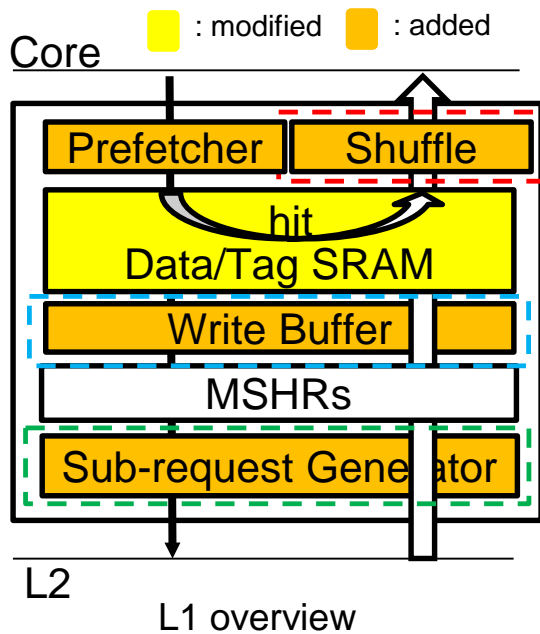 : modified : added
Core
Prefetcher Shuffle
hit
Data/Tag SRAM
Write Buffer
MSHRs
Sub-request Generator
L2
L1 overview